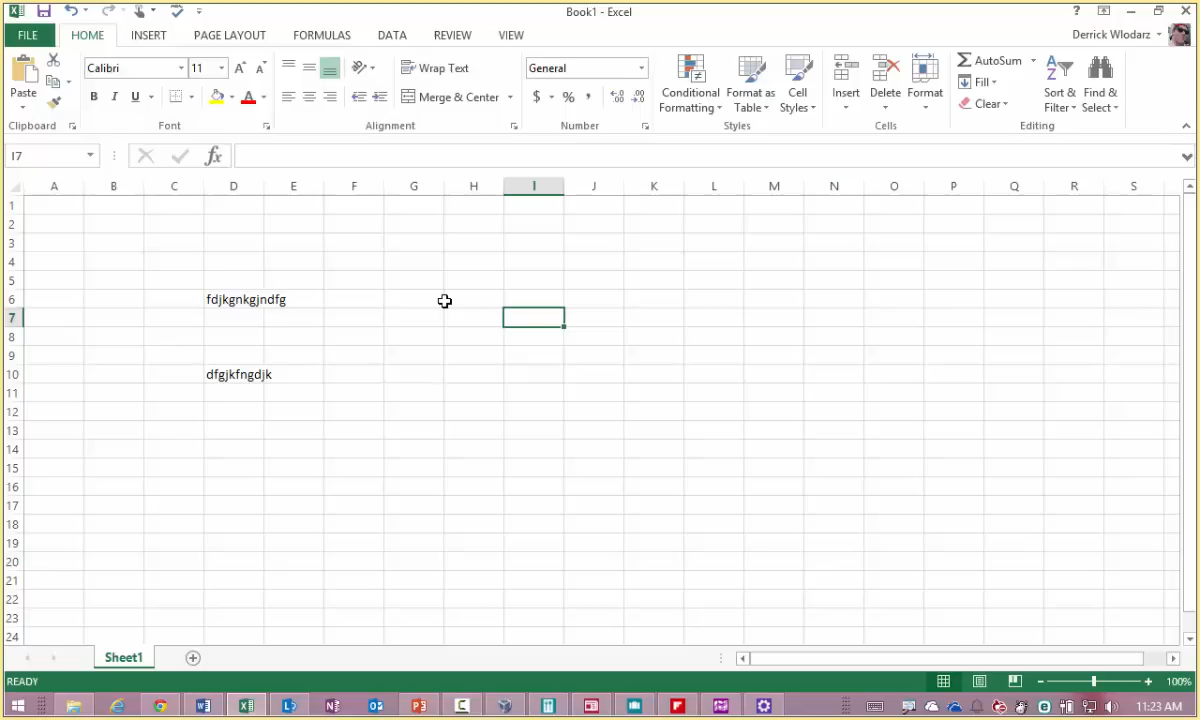 Book1 - Excel
?
FILE HOME INSERT PAGE LAYOUT FORMULAS DATA REVIEW VIEW Derrick Wlodarz
Paste Calibri 11 Wrap Text General Conditional Formatting Format as Table Cell Styles Insert Delete Format AutoSum Fill Clear Sort & Filter Find & Select
B I U Merge & Center $ % ,
Clipboard Font Alignment Number Styles Cells Editing
I7 fx
A B C D E F G H I J K L M N O P Q R S
1
2
3
4
5
6 fdjkgnkgjndfg
7
8
9
10 dfgjkfngdjk
11
12
13
14
15
16
17
18
19
20
21
22
23
24
Sheet1
READY 100%
11:23 AM